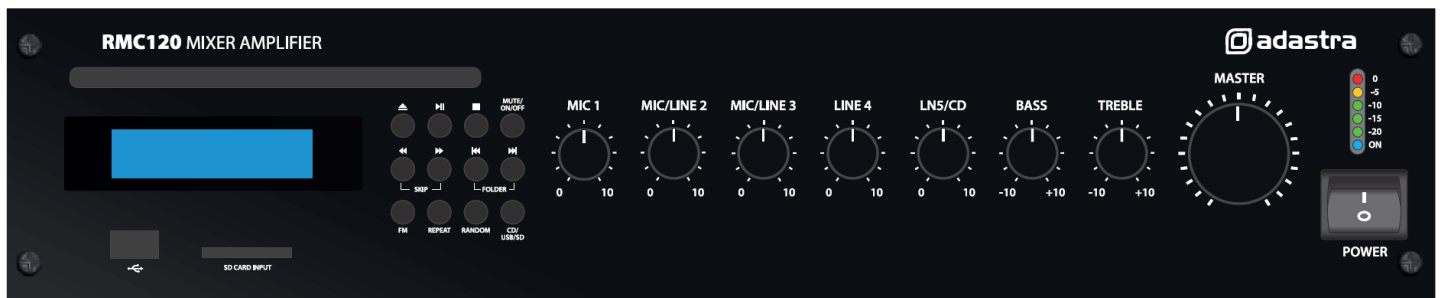 RMC120 MIXER AMPLIFIER
adastra
MUTE/
ON/OFF
SKIP
FOLDER
FM
REPEAT
RANDOM
CD/
USB/SD
SD CARD INPUT
MIC 1
0 10
MIC/LINE 2
0 10
MIC/LINE 3
0 10
LINE 4
0 10
LN5/CD
0 10
BASS
-10 +10
TREBLE
-10 +10
MASTER
0
-5
-10
-15
-20
ON
POWER